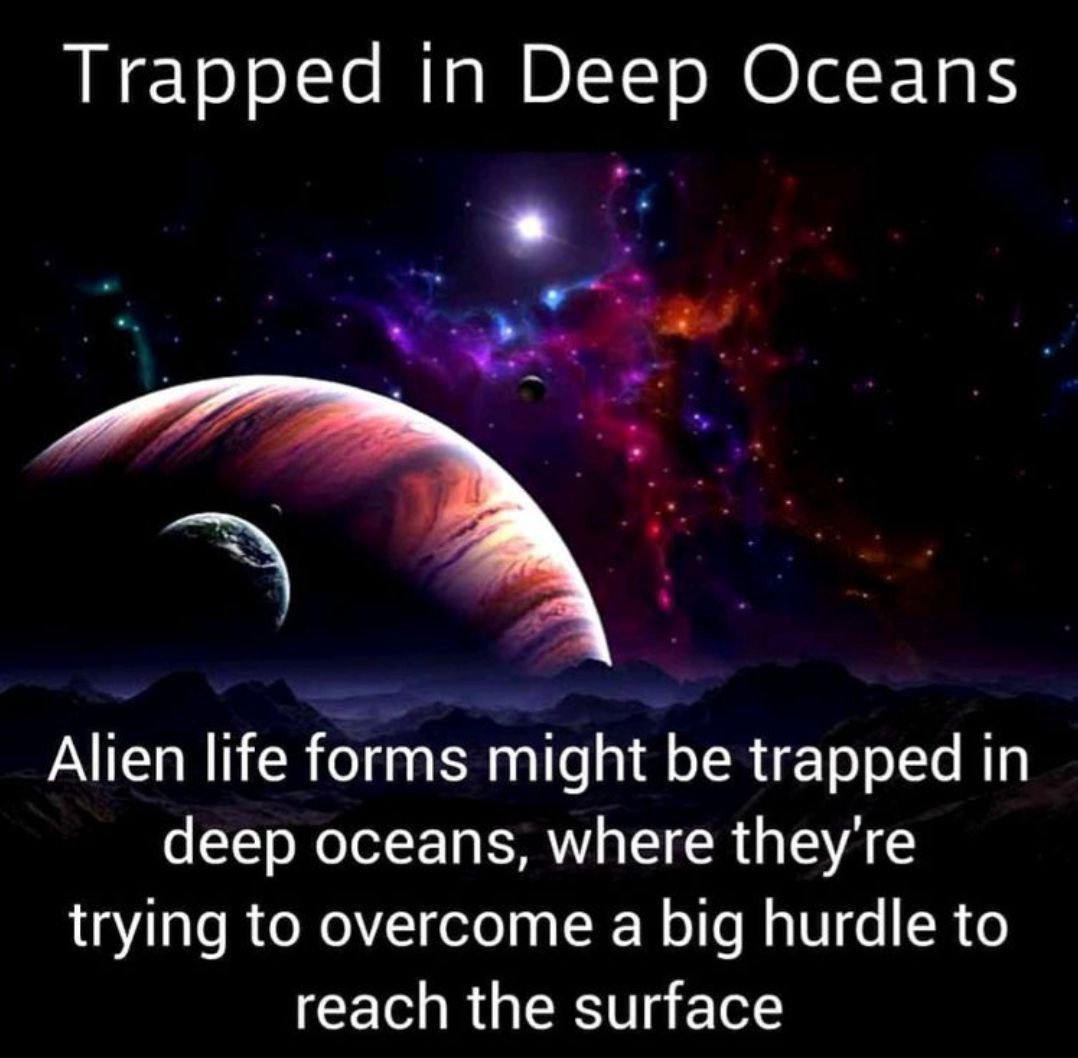 Trapped in Deep Oceans
Alien life forms might be trapped in
deep oceans, where they're
trying to overcome a big hurdle to
reach the surface